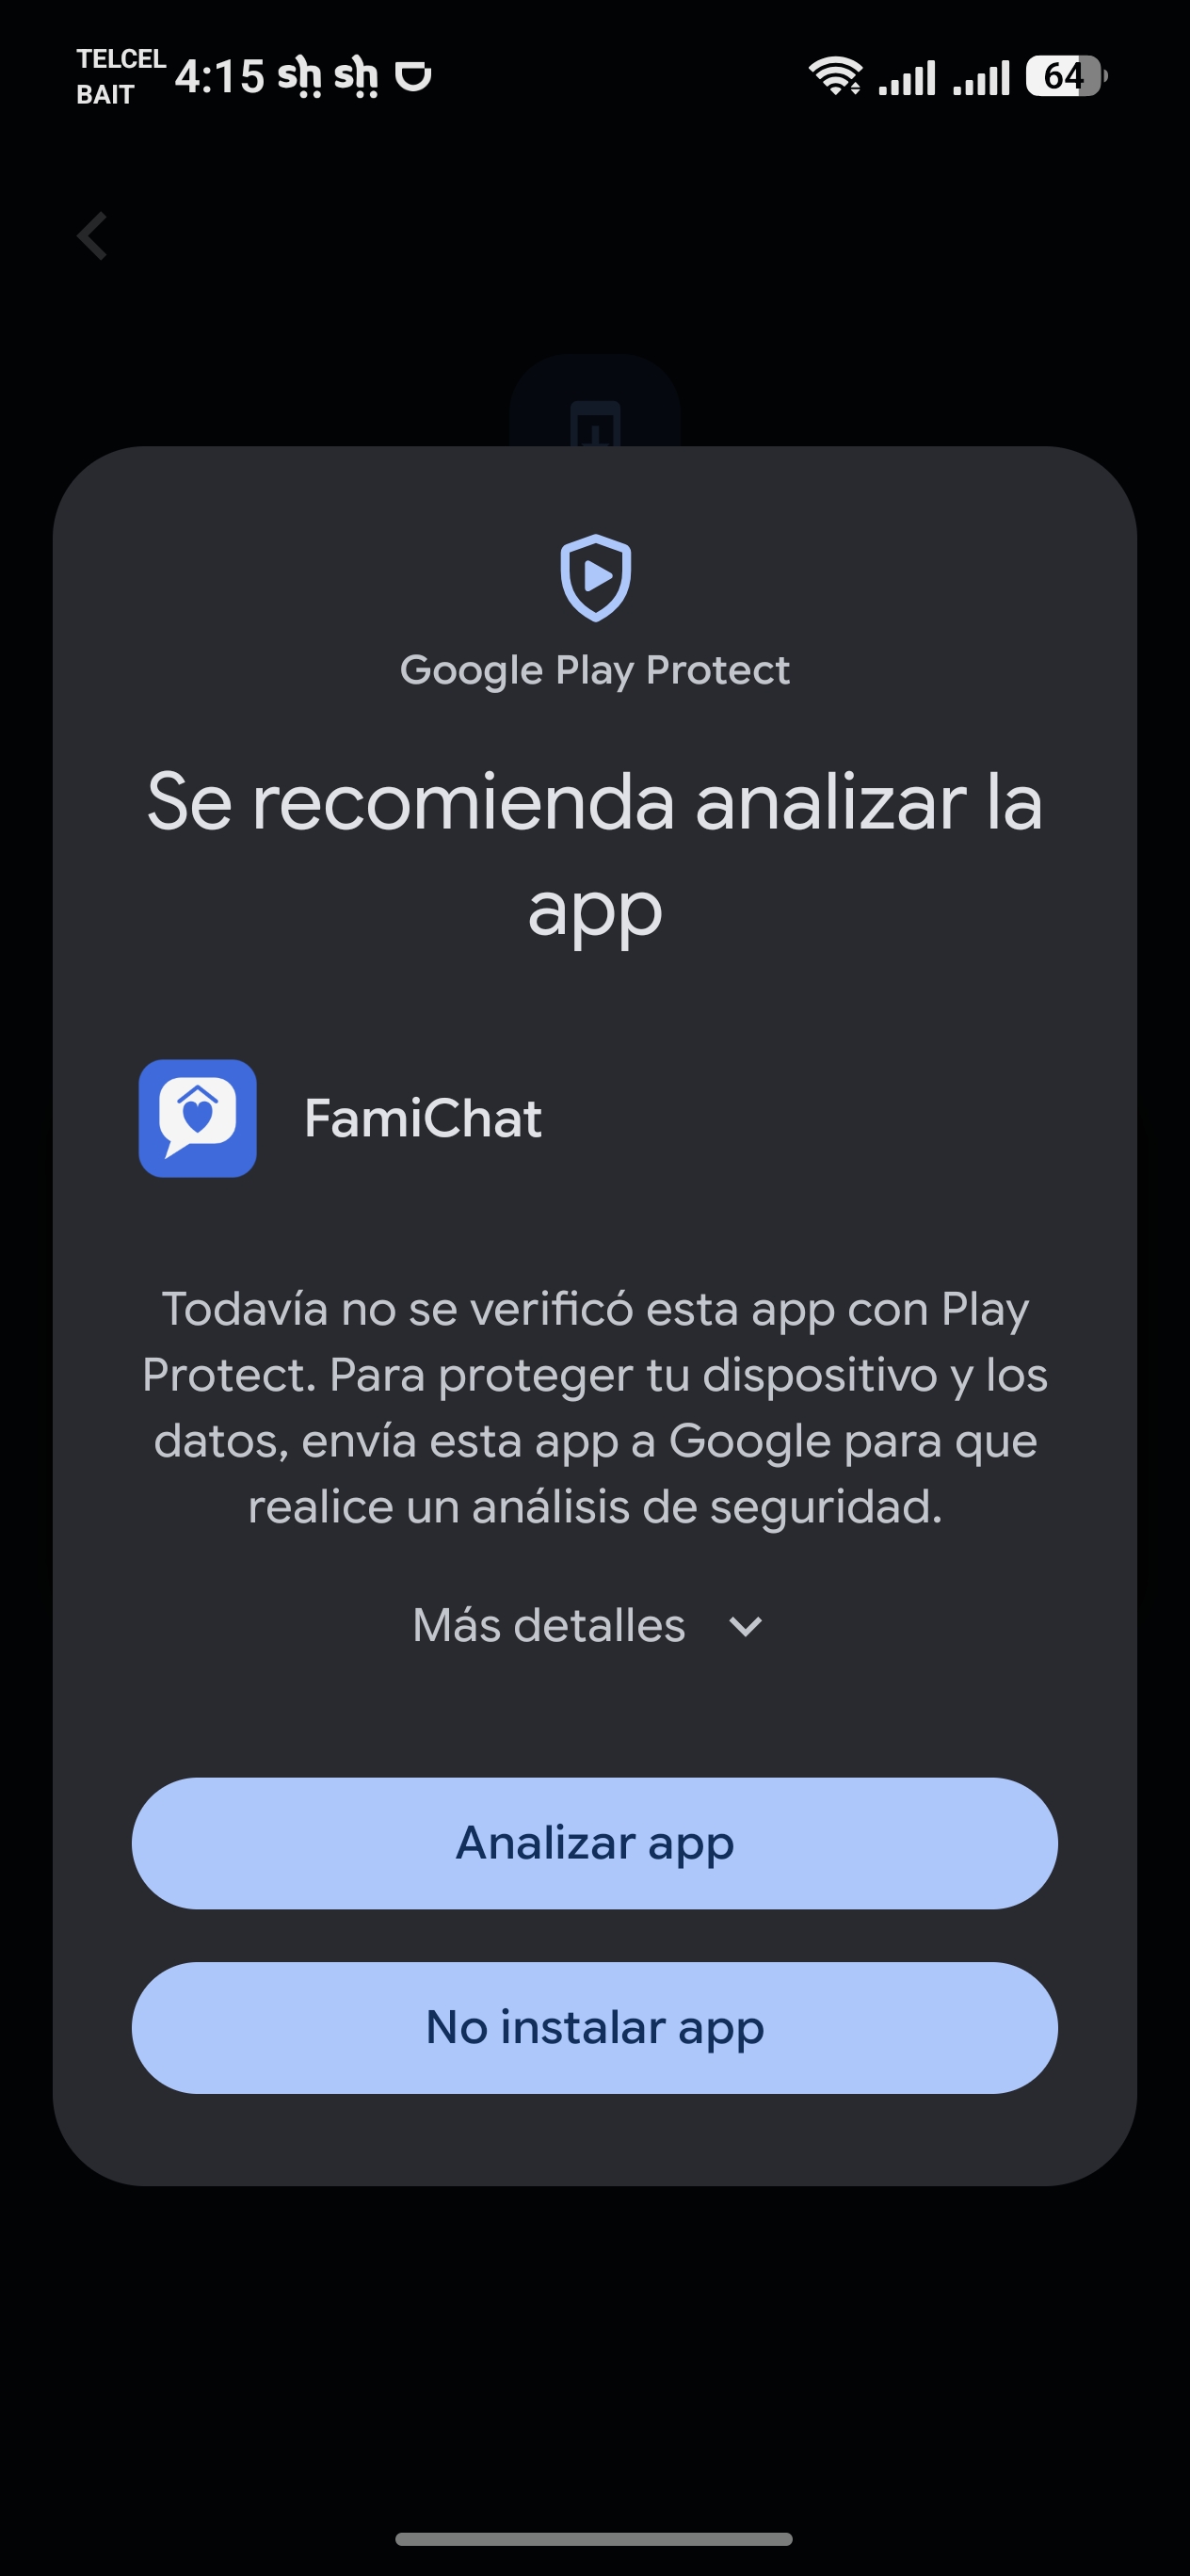 TELCEL
BAIT
4:15
64
Google Play Protect
Se recomienda analizar la
app
FamiChat
Todavía no se verificó esta app con Play
Protect. Para proteger tu dispositivo y los
datos, envía esta app a Google para que
realice un análisis de seguridad.
Más detalles
Analizar app
No instalar app